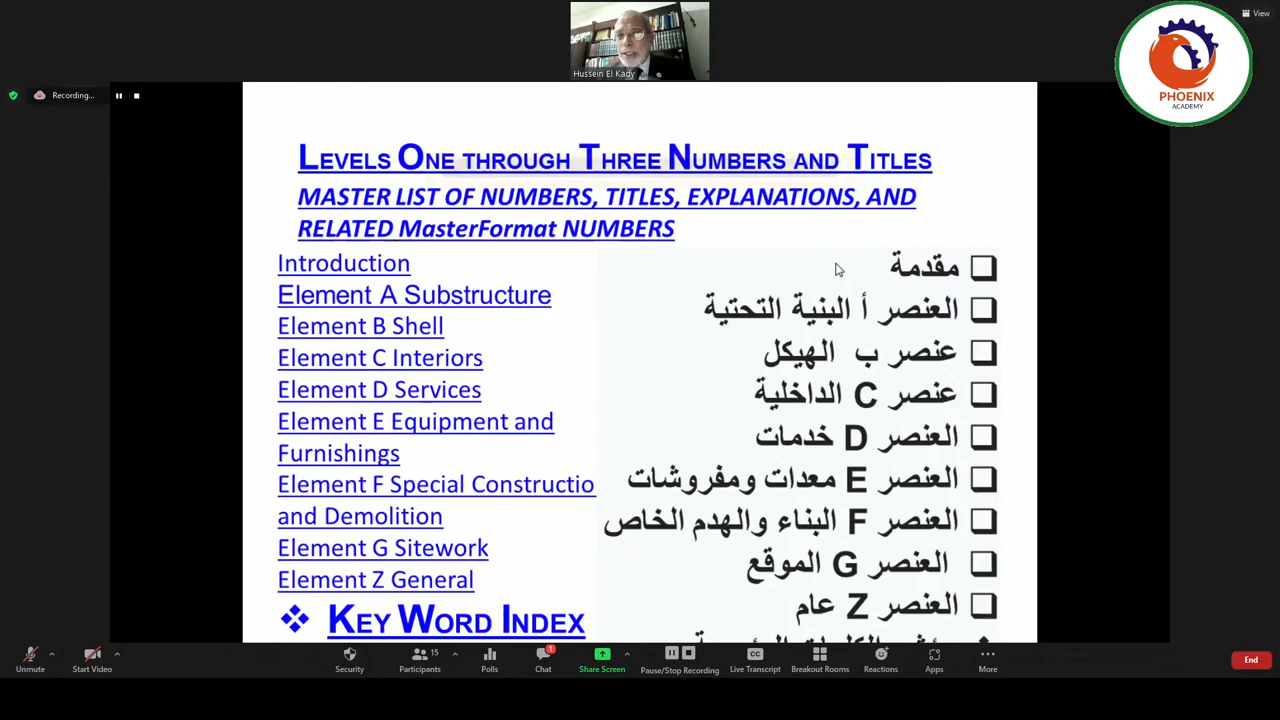 View
PHOENIX
ACADEMY
Hussein El Kady
Recording...
LEVELS ONE THROUGH THREE NUMBERS AND TITLES
MASTER LIST OF NUMBERS, TITLES, EXPLANATIONS, AND
RELATED MasterFormat NUMBERS
Introduction
Element A Substructure
Element B Shell
Element C Interiors
Element D Services
Element E Equipment and
Furnishings
Element F Special Constructio
and Demolition
Element G Sitework
Element Z General
❖ KEY WORD INDEX
❑ مقدمة
❑ العنصر أ البنية التحتية
❑ عنصر ب الهيكل
❑ عنصر C الداخلية
❑ العنصر D خدمات
❑ العنصر E معدات ومفروشات
❑ العنصر F البناء والهدم الخاص
❑ العنصر G الموقع
❑ العنصر Z عام
Unmute
Start Video
Security
15
Participants
Polls
1
Chat
Share Screen
Pause/Stop Recording
CC
Live Transcript
Breakout Rooms
Reactions
Apps
More
End